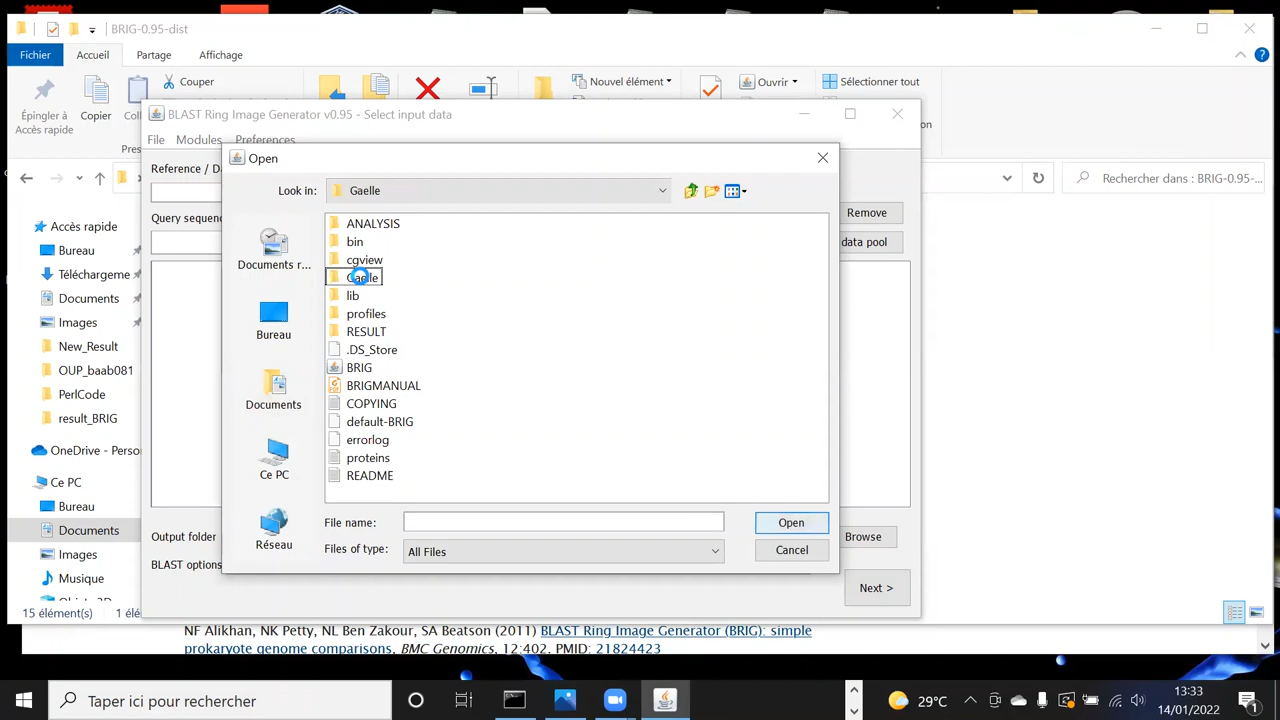 BRIG-0.95-dist
Fichier
Accueil
Partage
Affichage
Épingler à
Accès rapide
Copier
Couper
Nouvel élément
Ouvrir
Sélectionner tout
BLAST Ring Image Generator v0.95 - Select input data
File Modules Preferences
Open
Look in:
Gaelle
Rechercher dans : BRIG-0.95-...
Reference / D
Query sequen
Remove
data pool
Accès rapide
Bureau
Téléchargeme
Documents
Images
New_Result
OUP_baab081
PerlCode
result_BRIG
OneDrive - Perso
Ce PC
Bureau
Documents
Images
Musique
15 élément(s)
1 éle
Documents r...
Bureau
Documents
Ce PC
Réseau
ANALYSIS
bin
cgview
Gaelle
lib
profiles
RESULT
.DS_Store
BRIG
BRIGMANUAL
COPYING
default-BRIG
errorlog
proteins
README
File name:
Open
Files of type:
All Files
Cancel
Output folder
Browse
BLAST options
Next >
NF Alikhan, NK Petty, NL Ben Zakour, SA Beatson (2011) BLAST Ring Image Generator (BRIG): simple
prokaryote genome comparisons, BMC Genomics, 12:402. PMID: 21824423
Taper ici pour rechercher
29°C
13:33
14/01/2022
1